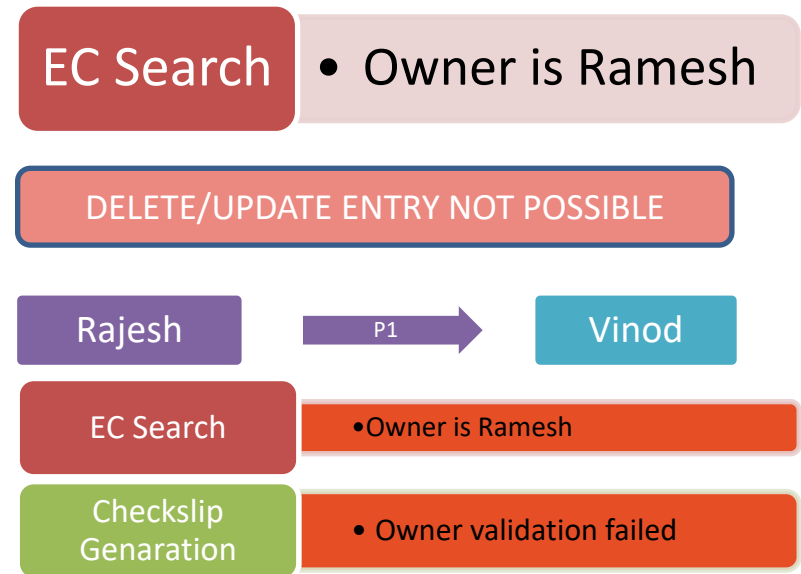 EC Search
• Owner is Ramesh
DELETE/UPDATE ENTRY NOT POSSIBLE
Rajesh
P1
Vinod
EC Search
•Owner is Ramesh
Checkslip
Genaration
• Owner validation failed